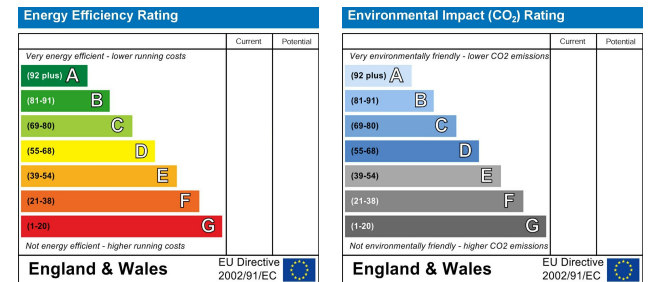 Energy Efficiency Rating
Current Potential
Very energy efficient - lower running costs
(92 plus) A
(81-91) B
(69-80) C
(55-68) D
(39-54) E
(21-38) F
(1-20) G
Not energy efficient - higher running costs
England & Wales
EU Directive
2002/91/EC
Environmental Impact (CO₂) Rating
Current Potential
Very environmentally friendly - lower CO2 emissions
(92 plus) A
(81-91) B
(69-80) C
(55-68) D
(39-54) E
(21-38) F
(1-20) G
Not environmentally friendly - higher CO2 emissions
England & Wales
EU Directive
2002/91/EC